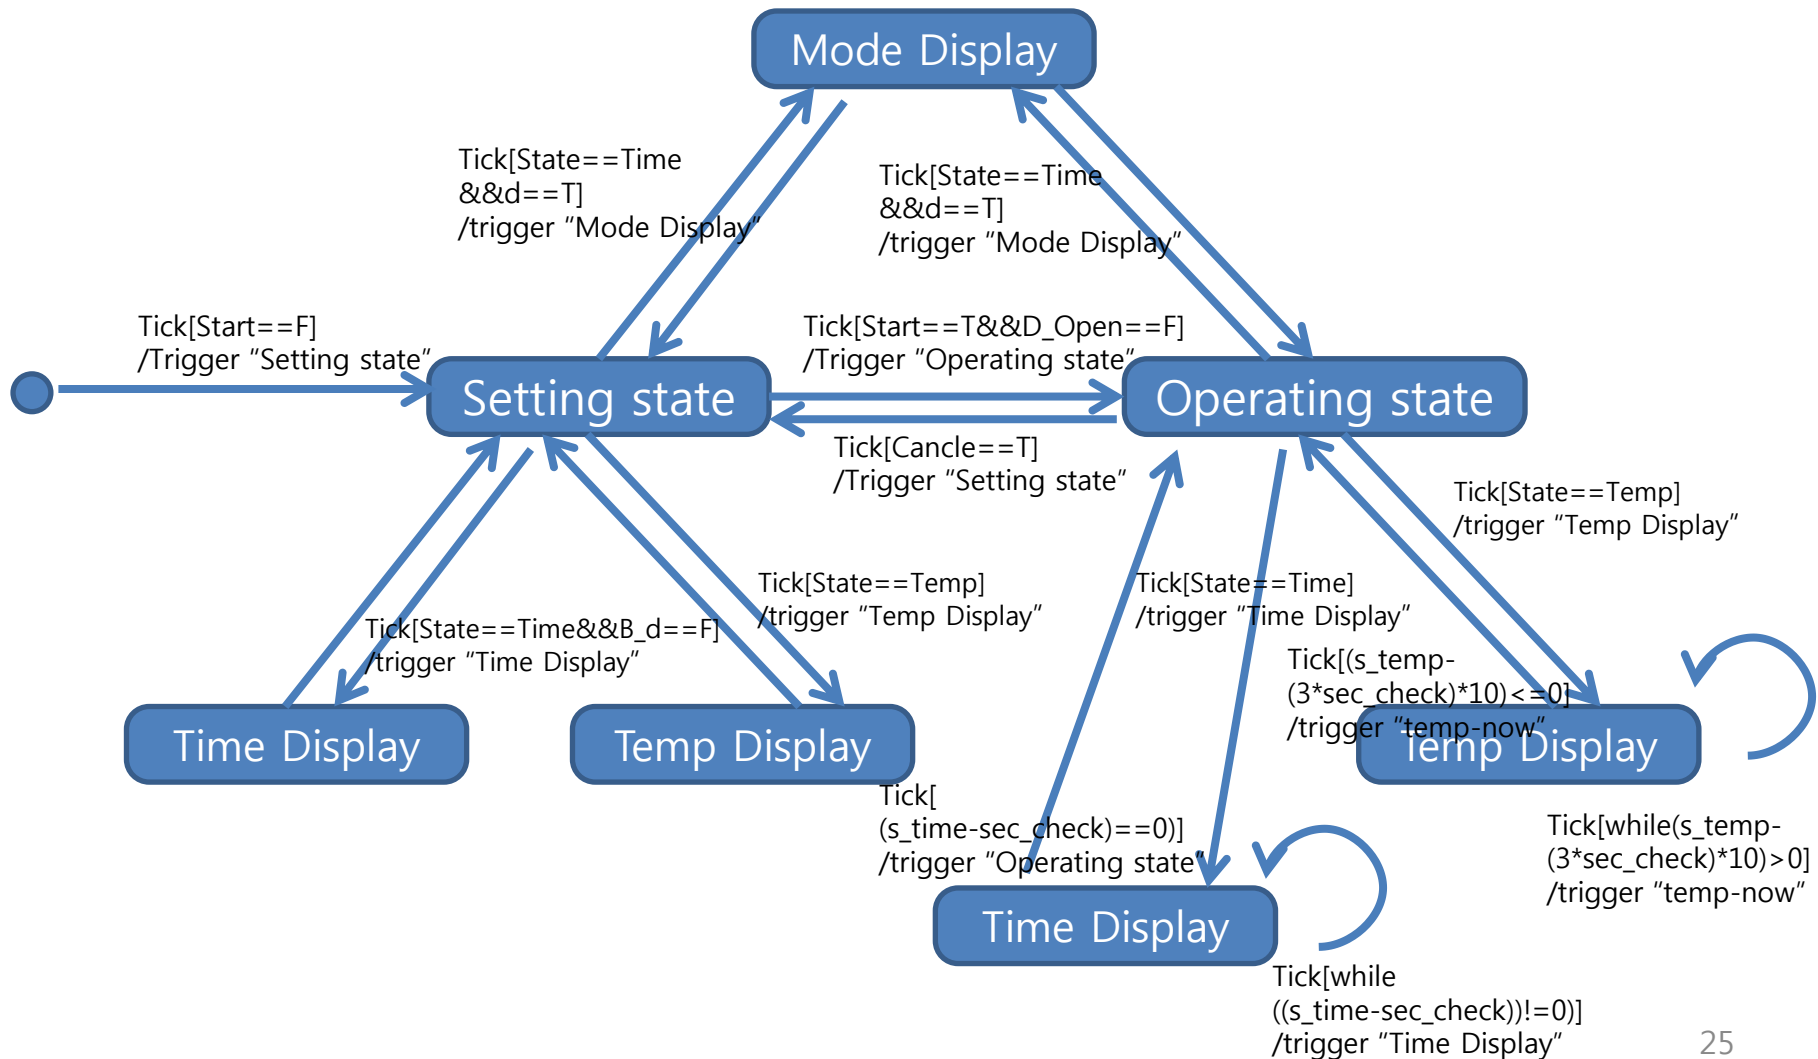 Mode Display
Tick[State==Time
&&d==T]
/trigger “Mode Display”
Tick[State==Time
&&d==T]
/trigger “Mode Display”
Tick[Start==F]
/Trigger “Setting state”
Tick[Start==T&&D_Open==F]
/Trigger “Operating state”
Setting state
Operating state
Tick[Cancle==T]
/Trigger “Setting state”
Tick[State==Temp]
/trigger “Temp Display”
Tick[State==Temp]
/trigger “Temp Display”
Tick[State==Time]
/trigger “Time Display”
Tick[State==Time&&B_d==F]
/trigger “Time Display”
Tick[(s_temp-
(3*sec_check)*10)<=0]
/trigger “temp-now”
Time Display
Temp Display
Temp Display
Tick[
(s_time-sec_check)==0)]
/trigger “Operating state”
Tick[while(s_temp-
(3*sec_check)*10)>0]
/trigger “temp-now”
Time Display
Tick[while
((s_time-sec_check))!=0)]
/trigger “Time Display”
25